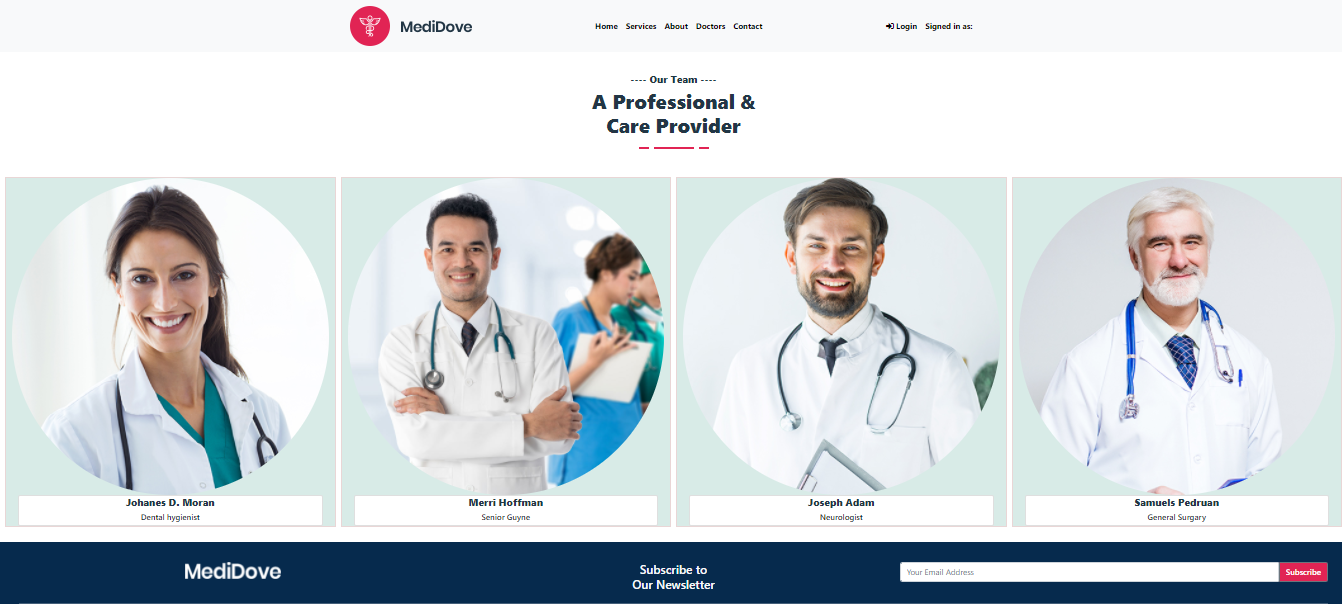 MediDove
Home Services About Doctors Contact
Login Signed in as:
---- Our Team ----
A Professional &
Care Provider
Johanes D. Moran
Dental hygienist
Merri Hoffman
Senior Guyne
Joseph Adam
Neurologist
Samuels Pedruan
General Surgary
MediDove
Subscribe to
Our Newsletter
Your Email Address
Subscribe